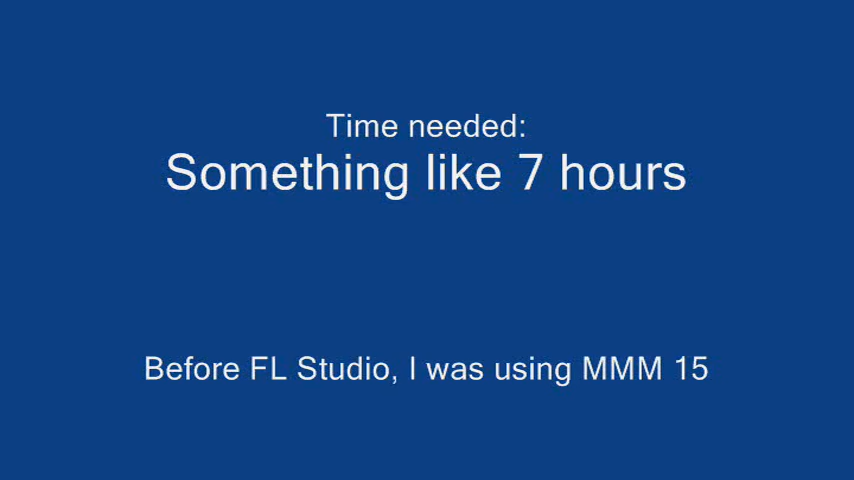 Time needed:
Something like 7 hours
Before FL Studio, I was using MMM 15